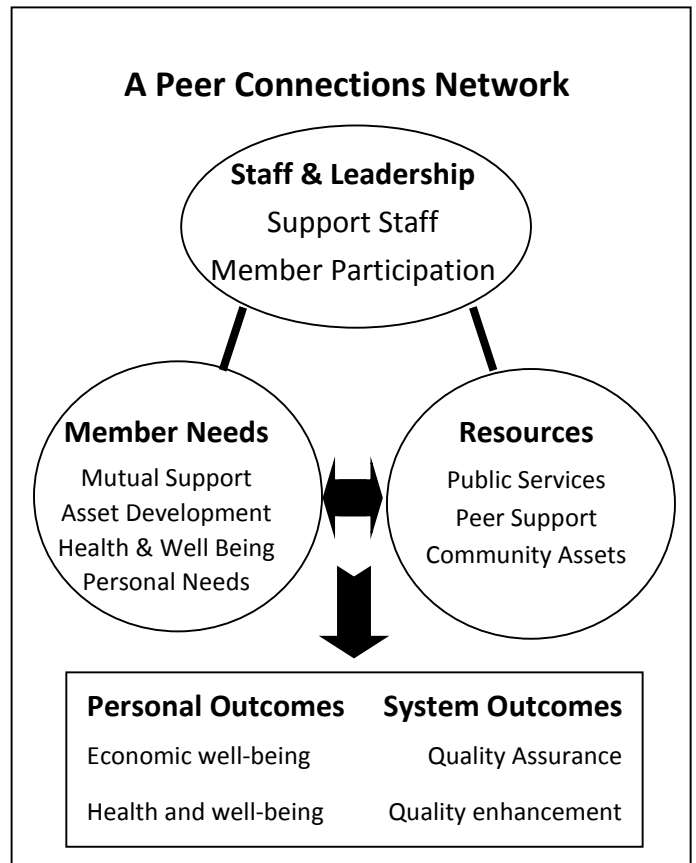 A Peer Connections Network
Staff & Leadership
Support Staff
Member Participation
Member Needs
Mutual Support
Asset Development
Health & Well Being
Personal Needs
Resources
Public Services
Peer Support
Community Assets
Personal Outcomes
Economic well-being
Health and well-being
System Outcomes
Quality Assurance
Quality enhancement